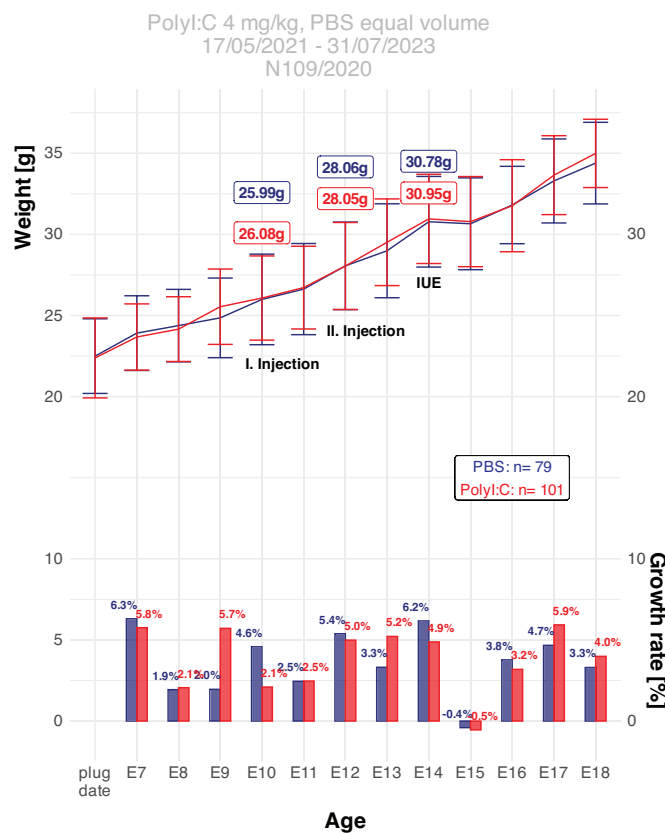 PolyI:C 4 mg/kg, PBS equal volume
17/05/2021 - 31/07/2023
N109/2020
Weight [g]
35
30
25
20
10
5
0
30
20
10
0
Growth rate [%]
25.99g
26.08g
28.06g
28.05g
30.78g
30.95g
I. Injection
II. Injection
IUE
PBS: n= 79
PolyI:C: n= 101
6.3%
5.8%
1.9%
2.1%
2.0%
5.7%
4.6%
2.1%
2.5%
2.5%
5.4%
5.0%
3.3%
5.2%
6.2%
4.9%
-0.4%
-0.5%
3.8%
3.2%
4.7%
5.9%
3.3%
4.0%
plug
date
E7
E8
E9
E10
E11
E12
E13
E14
E15
E16
E17
E18
Age